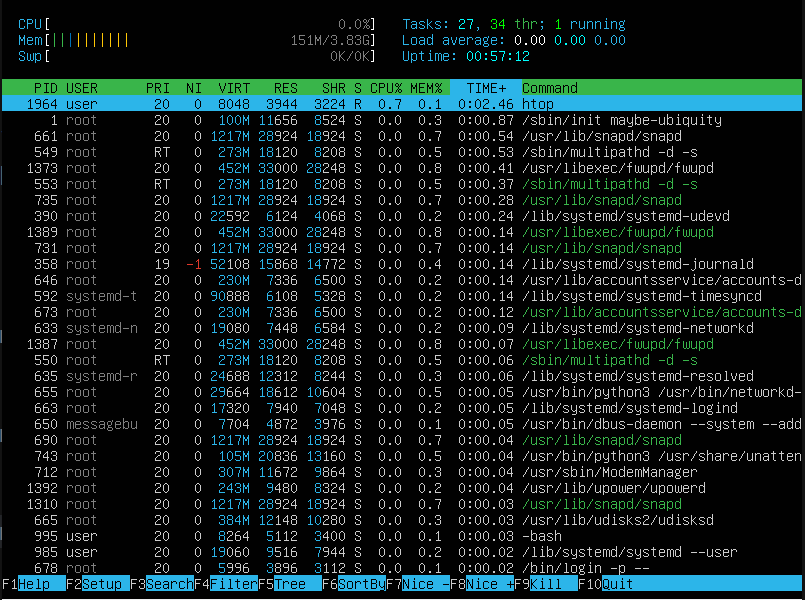 CPU[ 0.0%] Tasks: 27, 34 thr; 1 running
Mem[||||||||||| 151M/3.83G] Load average: 0.00 0.00 0.00
Swp[ 0K/0K] Uptime: 00:57:12
PID USER PRI NI VIRT RES SHR S CPU% MEM% TIME+ Command
1964 user 20 0 8048 3944 3224 R 0.7 0.1 0:02.46 htop
1 root 20 0 100M 11656 8524 S 0.0 0.3 0:00.87 /sbin/init maybe-ubiquity
661 root 20 0 1217M 28924 18924 S 0.0 0.7 0:00.54 /usr/lib/snapd/snapd
549 root RT 0 273M 18120 8208 S 0.0 0.5 0:00.53 /sbin/multipathd -d -s
1373 root 20 0 452M 33000 28248 S 0.0 0.8 0:00.41 /usr/libexec/fwupd/fwupd
553 root RT 0 273M 18120 8208 S 0.0 0.5 0:00.37 /sbin/multipathd -d -s
735 root 20 0 1217M 28924 18924 S 0.0 0.7 0:00.28 /usr/lib/snapd/snapd
390 root 20 0 22592 6124 4068 S 0.0 0.2 0:00.24 /lib/systemd/systemd-udevd
1389 root 20 0 452M 33000 28248 S 0.0 0.8 0:00.14 /usr/libexec/fwupd/fwupd
731 root 20 0 1217M 28924 18924 S 0.0 0.7 0:00.14 /usr/lib/snapd/snapd
358 root 19 -1 52108 15868 14772 S 0.0 0.4 0:00.14 /lib/systemd/systemd-journald
646 root 20 0 230M 7336 6500 S 0.0 0.2 0:00.14 /usr/lib/accountsservice/accounts-d
592 systemd-t 20 0 90888 6108 5328 S 0.0 0.2 0:00.14 /lib/systemd/systemd-timesyncd
673 root 20 0 230M 7336 6500 S 0.0 0.2 0:00.12 /usr/lib/accountsservice/accounts-d
633 systemd-n 20 0 19080 7448 6584 S 0.0 0.2 0:00.09 /lib/systemd/systemd-networkd
1387 root 20 0 452M 33000 28248 S 0.0 0.8 0:00.07 /usr/libexec/fwupd/fwupd
550 root RT 0 273M 18120 8208 S 0.0 0.5 0:00.06 /sbin/multipathd -d -s
635 systemd-r 20 0 24688 12312 8244 S 0.0 0.3 0:00.06 /lib/systemd/systemd-resolved
655 root 20 0 29664 18612 10604 S 0.0 0.5 0:00.05 /usr/bin/python3 /usr/bin/networkd-
663 root 20 0 17320 7940 7048 S 0.0 0.2 0:00.05 /lib/systemd/systemd-logind
650 messagebu 20 0 7704 4872 3976 S 0.0 0.1 0:00.05 /usr/bin/dbus-daemon --system --add
690 root 20 0 1217M 28924 18924 S 0.0 0.7 0:00.04 /usr/lib/snapd/snapd
743 root 20 0 105M 20836 13160 S 0.0 0.5 0:00.04 /usr/bin/python3 /usr/share/unatten
712 root 20 0 307M 11672 9864 S 0.0 0.3 0:00.04 /usr/sbin/ModemManager
1392 root 20 0 243M 9480 8324 S 0.0 0.2 0:00.04 /usr/lib/upower/upowerd
1310 root 20 0 1217M 28924 18924 S 0.0 0.7 0:00.03 /usr/lib/snapd/snapd
665 root 20 0 384M 12148 10280 S 0.0 0.3 0:00.03 /usr/lib/udisks2/udisksd
995 user 20 0 8264 5112 3400 S 0.0 0.1 0:00.03 -bash
985 user 20 0 19060 9516 7944 S 0.0 0.2 0:00.02 /lib/systemd/systemd --user
678 root 20 0 5996 3896 3112 S 0.0 0.1 0:00.02 /bin/login -p --
F1Help F2Setup F3SearchF4FilterF5Tree F6SortByF7Nice -F8Nice +F9Kill F10Quit